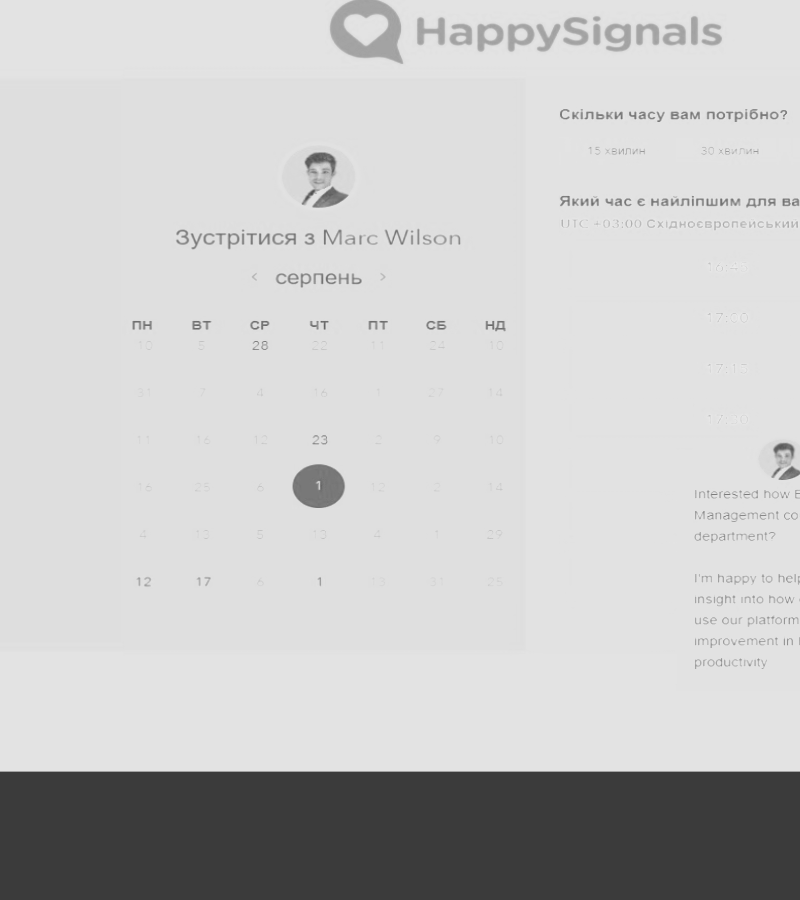 HappySignals
Зустрітися з Marc Wilson
< серпень >
ПН ВТ СР ЧТ ПТ СБ НД
10 5 28 22 11 24 10
31 7 4 16 1 27 14
11 16 12 23 2 9 10
16 25 6 1 12 2 14
4 13 5 13 4 1 29
12 17 6 1 31 25
Скільки часу вам потрібно?
15 хвилин 30 хвилин
Який час є найліпшим для ва
UTC +03:00 Східноєвропейський
16:45
17:00
17:15
17:30
Interested how E
Management co
department?
I'm happy to help
insight into how
use our platform
improvement in
productivity